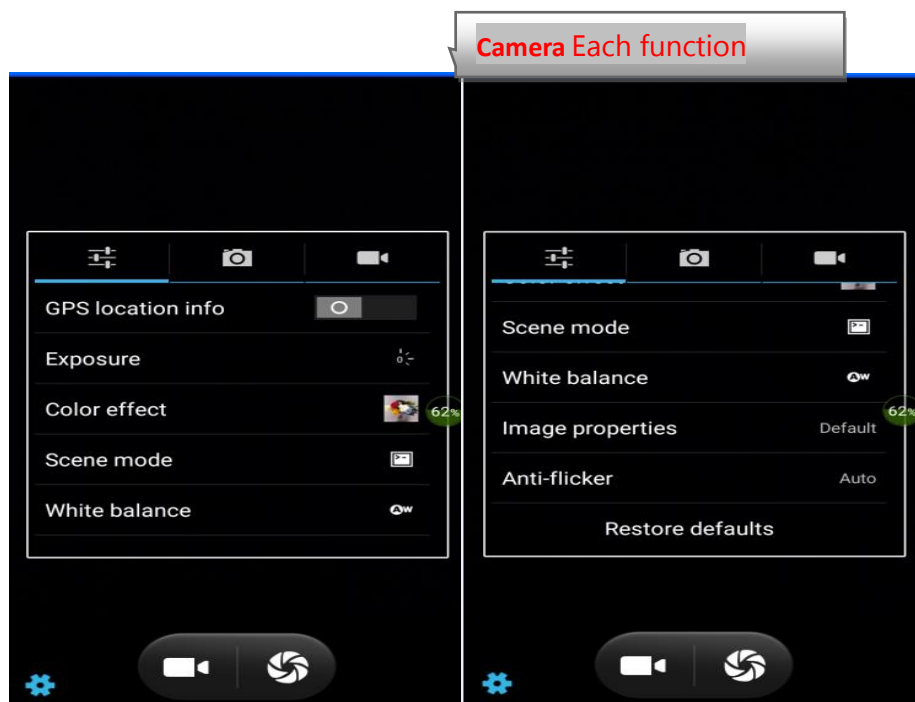 Camera Each function
GPS location info
Exposure
Color effect
Scene mode
White balance
62%
Scene mode
White balance
Image properties Default
Anti-flicker Auto
Restore defaults
62%